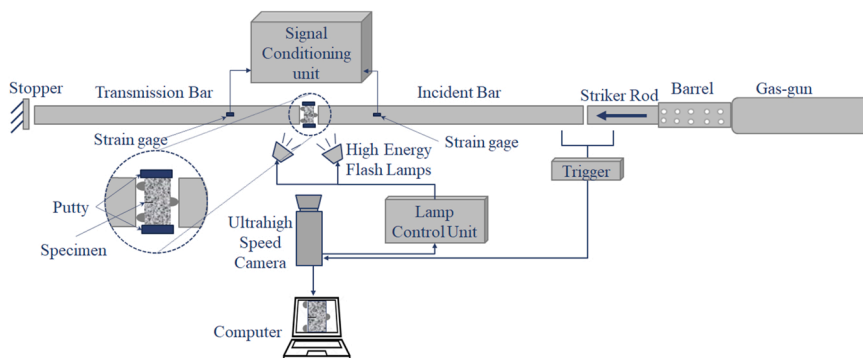 Signal
Conditioning
unit
Stopper
Transmission Bar
Incident Bar
Striker Rod
Barrel
Gas-gun
Strain gage
Strain gage
High Energy
Flash Lamps
Trigger
Putty
Specimen
Ultrahigh
Speed
Camera
Lamp
Control Unit
Computer